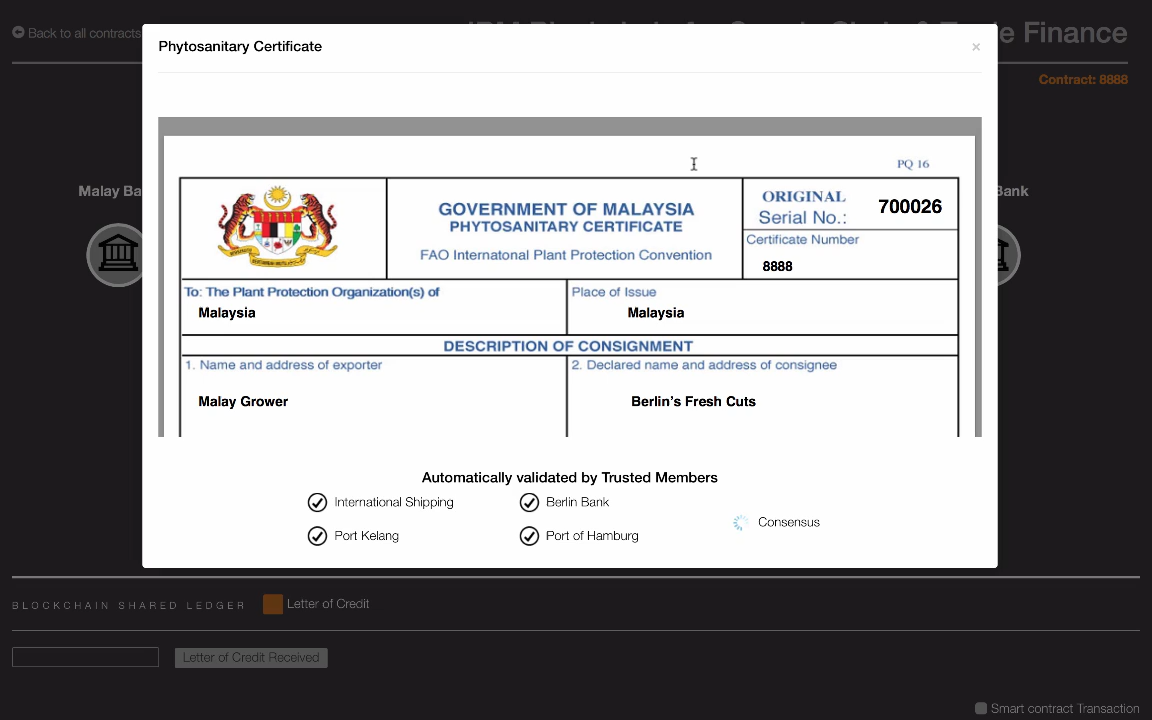 Back to all contracts
e Finance
Phytosanitary Certificate
×
Contract: 8888
PQ 16
Malay Ba
Bank
GOVERNMENT OF MALAYSIA
PHYTOSANITARY CERTIFICATE
FAO Internatonal Plant Protection Convention
ORIGINAL
Serial No.: 700026
Certificate Number
8888
To: The Plant Protection Organization(s) of
Malaysia
Place of Issue
Malaysia
DESCRIPTION OF CONSIGNMENT
1. Name and address of exporter
Malay Grower
2. Declared name and address of consignee
Berlin's Fresh Cuts
Automatically validated by Trusted Members
International Shipping
Berlin Bank
Port Kelang
Port of Hamburg
Consensus
BLOCKCHAIN SHARED LEDGER
Letter of Credit
Letter of Credit Received
Smart contract Transaction